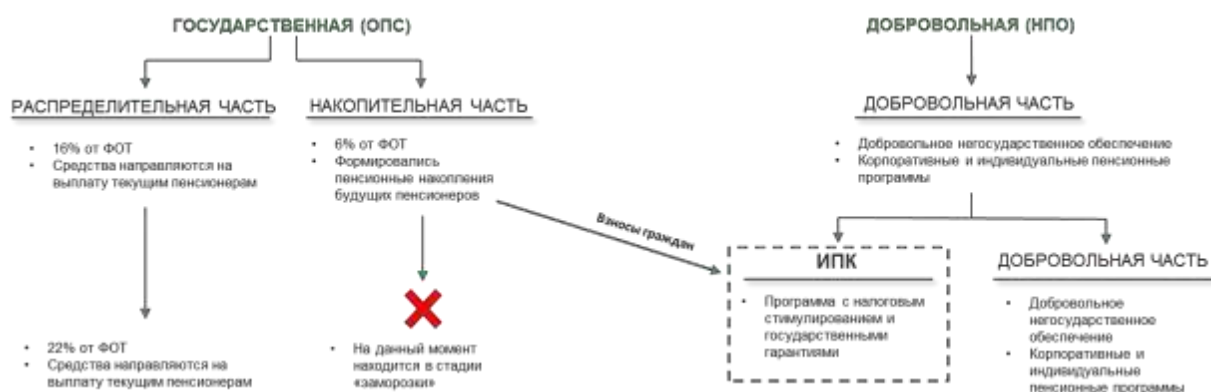 ГОСУДАРСТВЕННАЯ (ОПС)
ДОБРОВОЛЬНАЯ (НПО)
РАСПРЕДЕЛИТЕЛЬНАЯ ЧАСТЬ
• 16% от ФОТ
• Средства направляются на
выплату текущим пенсионерам
НАКОПИТЕЛЬНАЯ ЧАСТЬ
• 6% от ФОТ
• Формировались
пенсионные накопления
будущих пенсионеров
ДОБРОВОЛЬНАЯ ЧАСТЬ
• Добровольное негосударственное обеспечение
• Корпоративные и индивидуальные пенсионные
программы
Взносы граждан
• 22% от ФОТ
• Средства направляются на
выплату текущим пенсионерам
• На данный момент
находится в стадии
«заморозки»
ИПК
• Программа с налоговым
стимулированием и
государственными
гарантиями
ДОБРОВОЛЬНАЯ ЧАСТЬ
• Добровольное
негосударственное
обеспечение
• Корпоративные и
индивидуальные
пенсионные программы